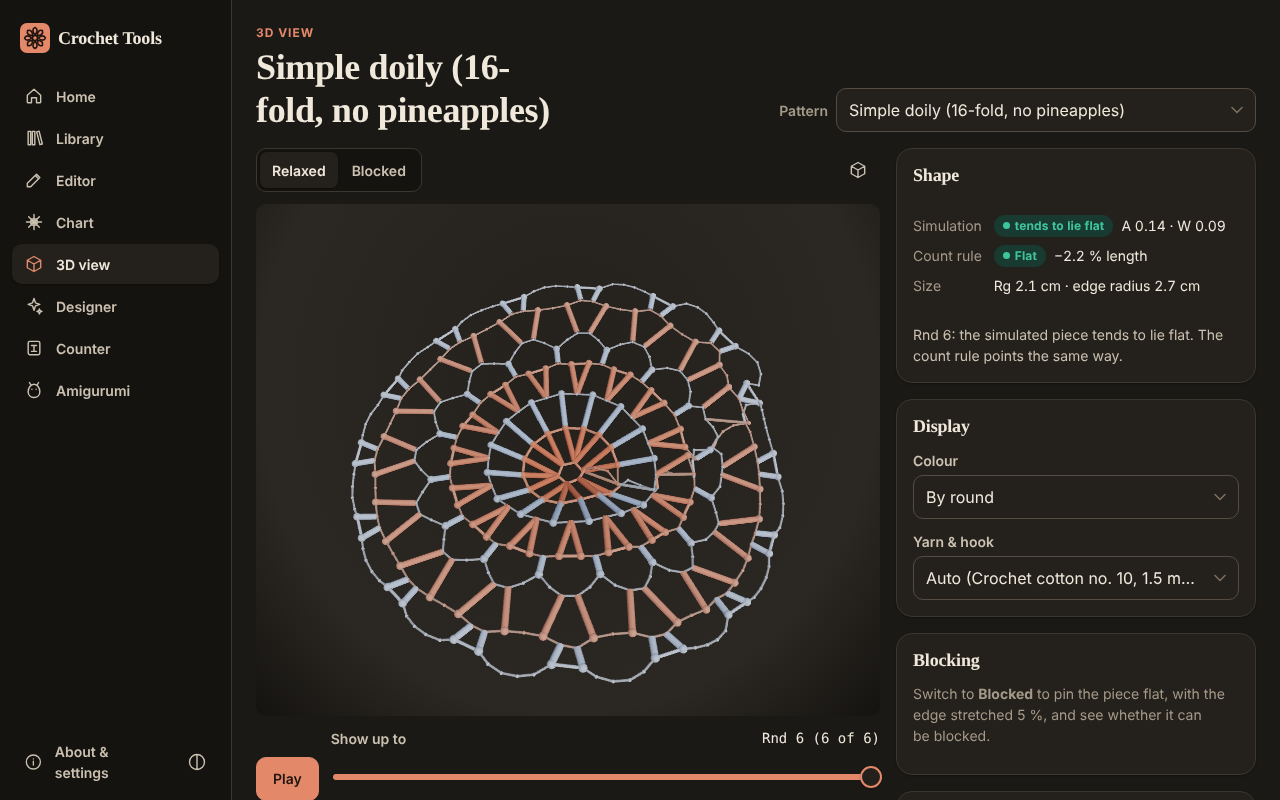 Crochet Tools
Home
Library
Editor
Chart
3D view
Designer
Counter
Amigurumi
About &
settings
3D VIEW
Simple doily (16-
fold, no pineapples)
Pattern
Simple doily (16-fold, no pineapples)
Relaxed
Blocked
Show up to
Rnd 6 (6 of 6)
Play
Shape
Simulation
tends to lie flat
A 0.14 · W 0.09
Count rule
Flat
−2.2 % length
Size
Rg 2.1 cm · edge radius 2.7 cm
Rnd 6: the simulated piece tends to lie flat. The
count rule points the same way.
Display
Colour
By round
Yarn & hook
Auto (Crochet cotton no. 10, 1.5 m...
Blocking
Switch to Blocked to pin the piece flat, with the
edge stretched 5 %, and see whether it can
be blocked.